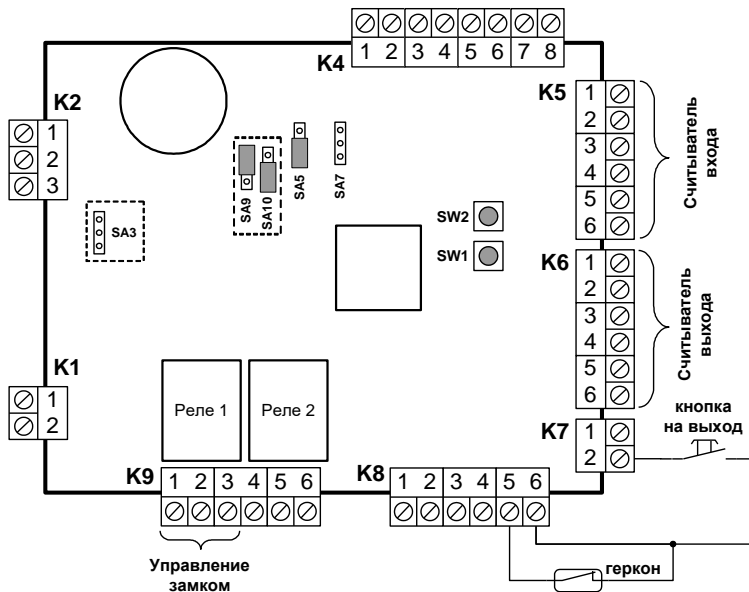 K4
1 2 3 4 5 6 7 8
K2
1
2
3
SA3
SA9
SA10
SA5
SA7
SW2
SW1
K5
1
2
3
4
5
6
Считыватель
входа
K6
1
2
3
4
5
6
Считыватель
выхода
K1
1
2
Реле 1
Реле 2
K7
1
2
кнопка
на выход
K9
1 2 3 4 5 6
K8
1 2 3 4 5 6
Управление
замком
геркон